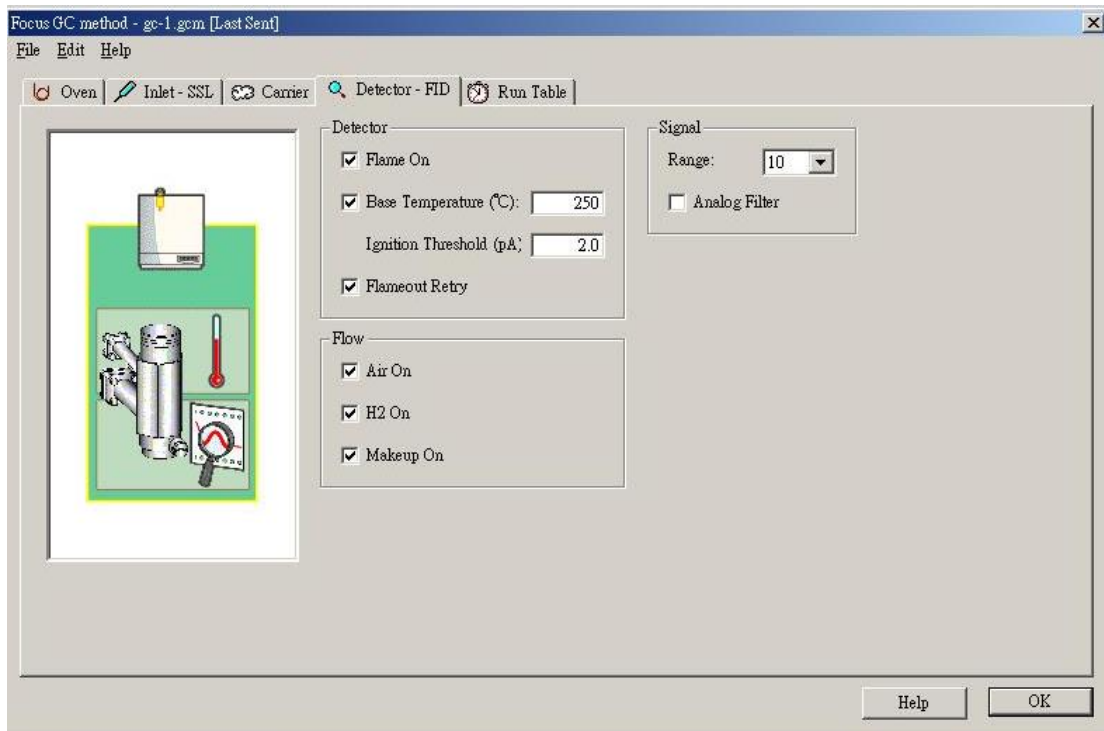 Focus GC method - gc-1.gcm [Last Sent]
File Edit Help
Oven Inlet - SSL Carrier Detector - FID Run Table
Detector
Flame On
Base Temperature (°C): 250
Ignition Threshold (pA) 2.0
Flameout Retry
Flow
Air On
H2 On
Makeup On
Signal
Range: 10
Analog Filter
Help OK